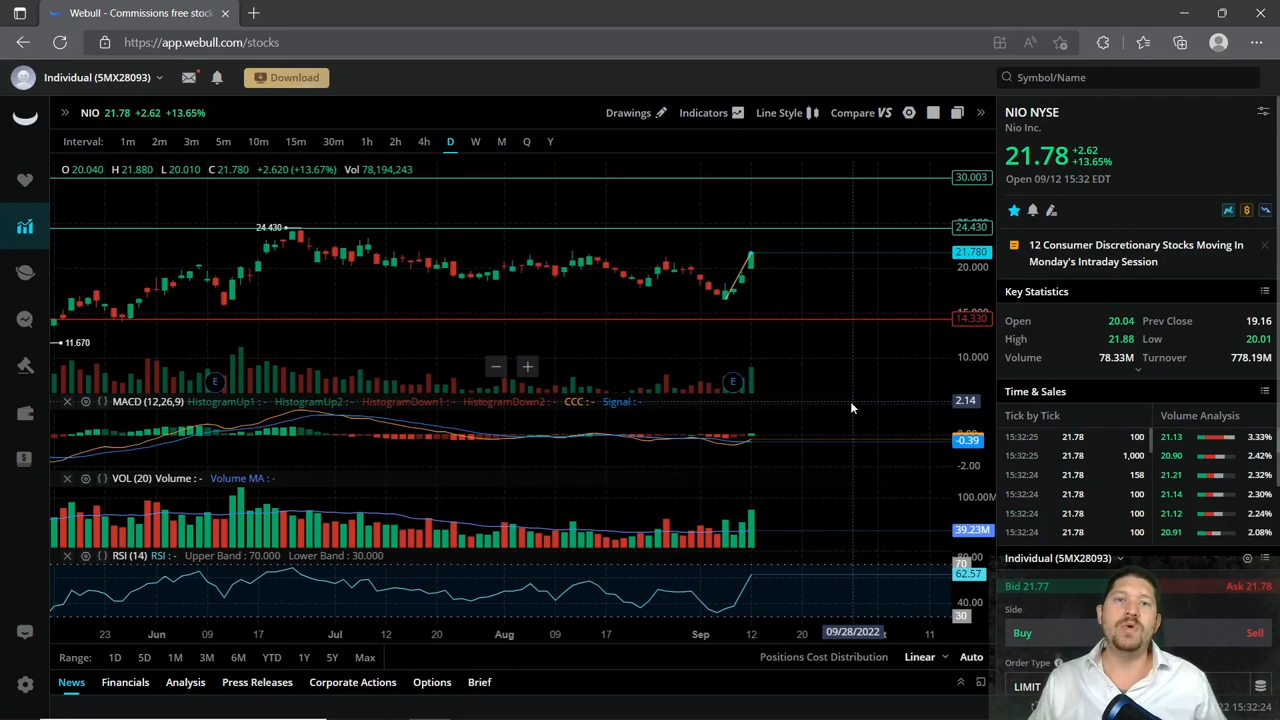 Webull - Commissions free stoc
https://app.webull.com/stocks
Individual (5MX28093)
Download
Symbol/Name
NIO 21.78 +2.62 +13.65%
Drawings
Indicators
Line Style
Compare VS
Interval: 1m 2m 3m 5m 10m 15m 30m 1h 2h 4h D W M Q Y
O 20.040 H 21.880 L 20.010 C 21.780 +2.620 (+13.67%) Vol 78,194,243
30.003
24.430
24.430
21.780
20.000
14.330
11.670
10.000
E
E
MACD (12,26,9) HistogramUp1 : - HistogramUp2 : - HistogramDown1 : - HistogramDown2 : - CCC : - Signal : -
2.14
-0.39
-2.00
VOL (20) Volume : - Volume MA : -
100.00M
39.23M
RSI (14) RSI : - Upper Band : 70.000 Lower Band : 30.000
70
62.57
40.00
30
23 Jun 09 17 Jul 12 20 Aug 09 17 Sep 12 20 09/28/2022 11
Range: 1D 5D 1M 3M 6M YTD 1Y 5Y Max
Positions Cost Distribution Linear Auto
News Financials Analysis Press Releases Corporate Actions Options Brief
NIO NYSE
Nio Inc.
21.78 +2.62 +13.65%
Open 09/12 15:32 EDT
12 Consumer Discretionary Stocks Moving In
Monday's Intraday Session
Key Statistics
Open 20.04 Prev Close 19.16
High 21.88 Low 20.01
Volume 78.33M Turnover 778.19M
Time & Sales
Tick by Tick Volume Analysis
15:32:25 21.78 100 21.13 3.33%
15:32:25 21.78 1,000 20.90 2.42%
15:32:24 21.78 158 21.21 2.32%
15:32:24 21.78 100 21.14 2.30%
15:32:24 21.78 100 21.12 2.24%
15:32:24 21.78 100 20.91 2.08%
Individual (5MX28093)
Bid 21.77 Ask 21.78
Side
Buy Sell
Order Type
LIMIT
15:32:24